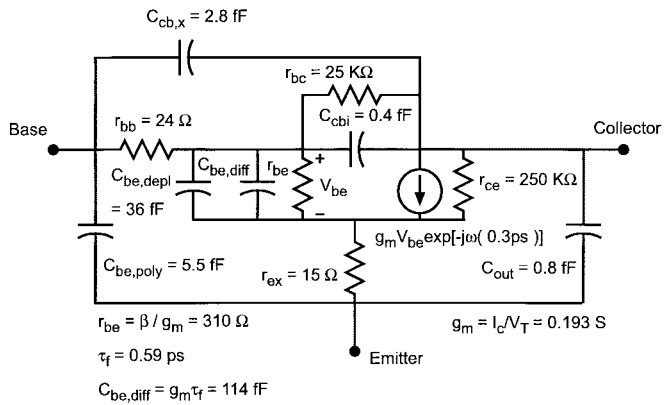 C_cb,x = 2.8 fF
r_bc = 25 KΩ
C_cbi = 0.4 fF
r_bb = 24 Ω
Base
Collector
C_be,depl
= 36 fF
C_be,diff
r_be
+
V_be
−
r_ce = 250 KΩ
g_mV_beexp[-jω( 0.3ps )]
C_be,poly = 5.5 fF
r_ex = 15 Ω
C_out = 0.8 fF
r_be = β / g_m = 310 Ω
g_m = I_c/V_T = 0.193 S
τ_f = 0.59 ps
Emitter
C_be,diff = g_mτ_f = 114 fF